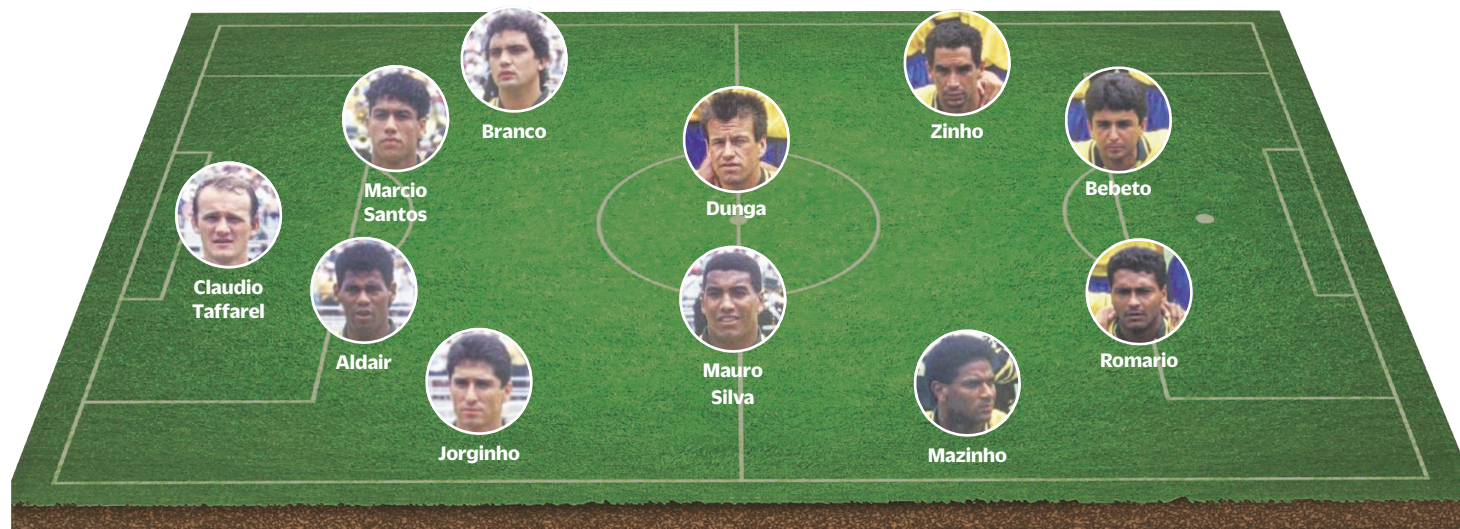 Branco
Zinho
Marcio
Santos
Bebeto
Dunga
Claudio
Taffarel
Aldair
Romario
Mauro
Silva
Jorginho
Mazinho